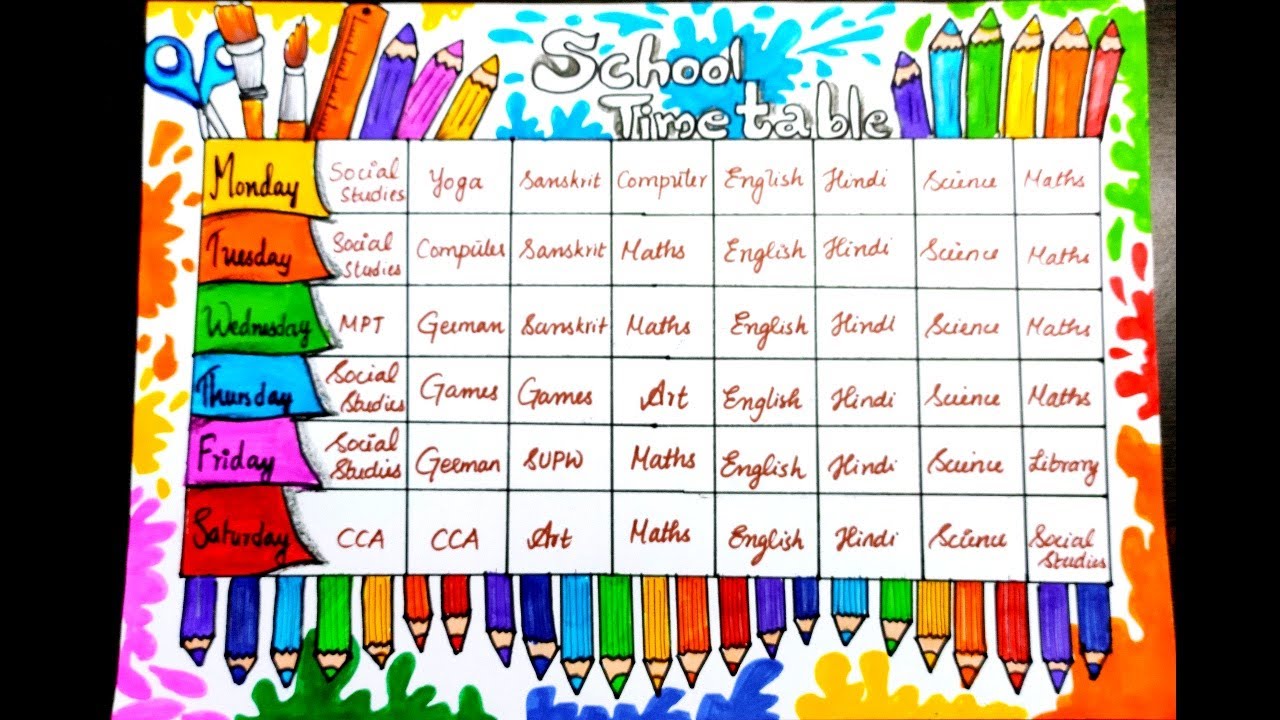 School
Timetable
Monday Social Studies Yoga Sanskrit Computer English Hindi Science Maths
Tuesday Social Studies Computer Sanskrit Maths English Hindi Science Maths
Wednesday MPT German Sanskrit Maths English Hindi Science Maths
Thursday Social Studies Games Games Art English Hindi Science Maths
Friday Social Studies German SUPW Maths English Hindi Science Library
Saturday CCA CCA Art Maths English Hindi Science Social Studies